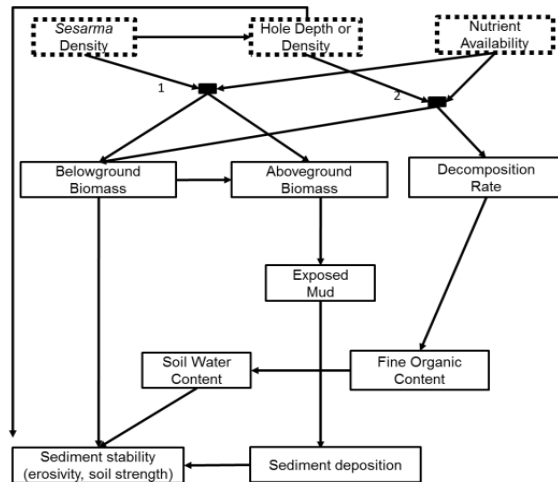 Sesarma
Density
Hole Depth or
Density
Nutrient
Availability
1
2
Belowground
Biomass
Aboveground
Biomass
Decomposition
Rate
Exposed
Mud
Soil Water
Content
Fine Organic
Content
Sediment stability
(erosivity, soil strength)
Sediment deposition